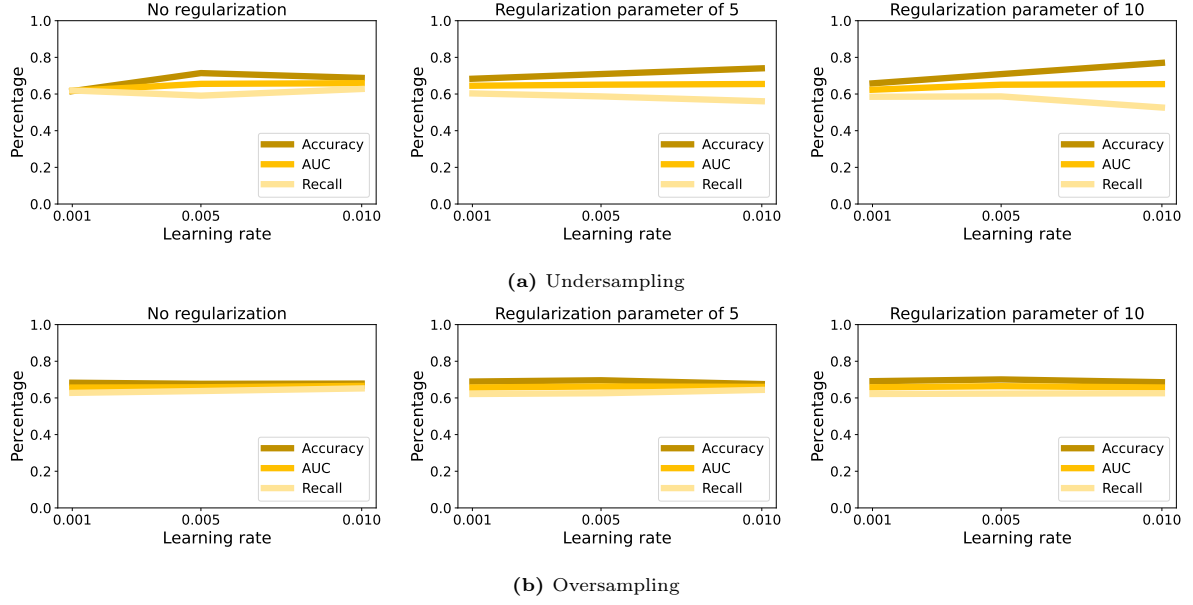 No regularization
Regularization parameter of 5
Regularization parameter of 10
1.0
0.8
0.6
0.4
0.2
0.0
Percentage
0.001
0.005
0.010
Learning rate
Accuracy
AUC
Recall
1.0
0.8
0.6
0.4
0.2
0.0
Percentage
0.001
0.005
0.010
Learning rate
Accuracy
AUC
Recall
1.0
0.8
0.6
0.4
0.2
0.0
Percentage
0.001
0.005
0.010
Learning rate
Accuracy
AUC
Recall
(a) Undersampling
No regularization
Regularization parameter of 5
Regularization parameter of 10
1.0
0.8
0.6
0.4
0.2
0.0
Percentage
0.001
0.005
0.010
Learning rate
Accuracy
AUC
Recall
1.0
0.8
0.6
0.4
0.2
0.0
Percentage
0.001
0.005
0.010
Learning rate
Accuracy
AUC
Recall
1.0
0.8
0.6
0.4
0.2
0.0
Percentage
0.001
0.005
0.010
Learning rate
Accuracy
AUC
Recall
(b) Oversampling